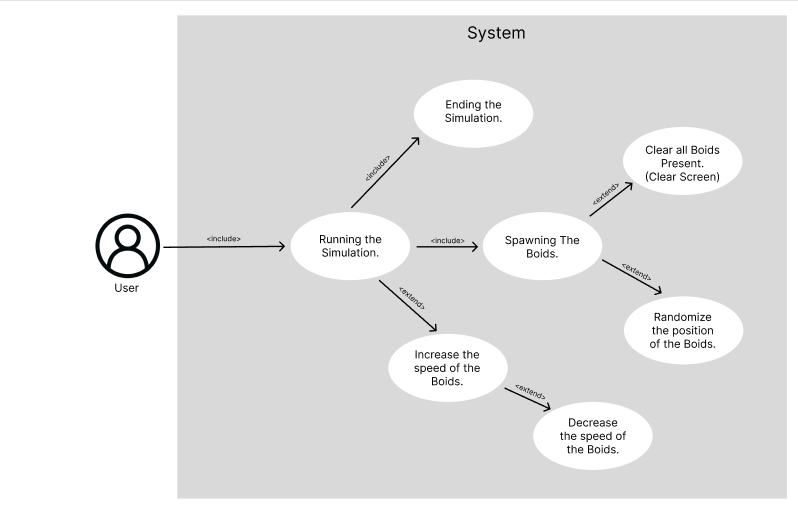 System
Ending the
Simulation.
<include>
Clear all Boids
Present.
(Clear Screen)
<extend>
User
<include>
Running the
Simulation.
<include>
Spawning The
Boids.
<extend>
Randomize
the position
of the Boids.
<extend>
Increase the
speed of the
Boids.
<extend>
Decrease
the speed of
the Boids.